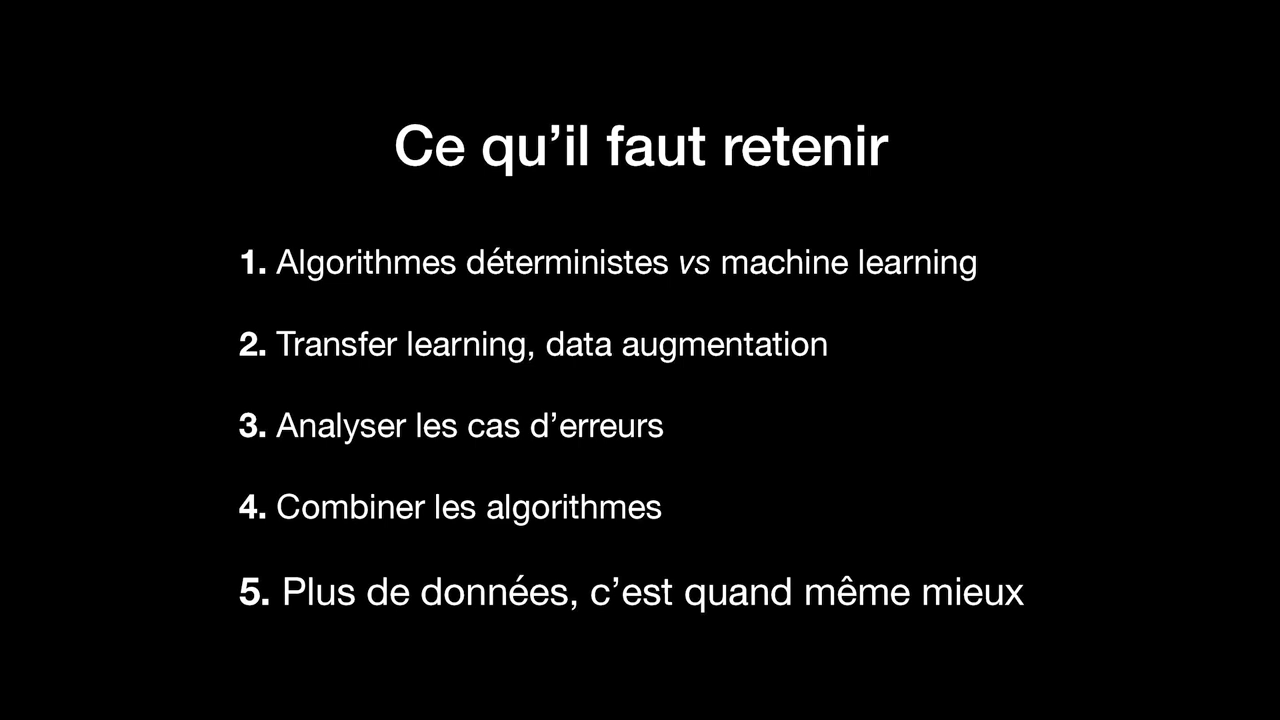 Ce qu’il faut retenir
1. Algorithmes déterministes vs machine learning
2. Transfer learning, data augmentation
3. Analyser les cas d’erreurs
4. Combiner les algorithmes
5. Plus de données, c’est quand même mieux